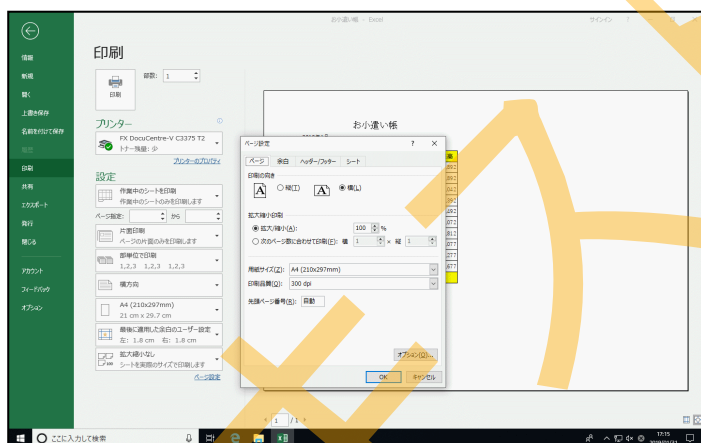 お小遣い帳 - Excel
サインイン ?
情報
新規
開く
上書き保存
名前を付けて保存
印刷
共有
エクスポート
発行
閉じる
アカウント
フィードバック
オプション
印刷
部数: 1
印刷
プリンター
FX DocuCentre-V C3375 T2
トナー残量: 少
プリンターのプロパティ
設定
作業中のシートを印刷
作業中のシートのみを印刷します
ページ指定: から
片面印刷
ページの片面のみを印刷します
部単位で印刷
1,2,3 1,2,3 1,2,3
横方向
A4 (210x297mm)
21 cm x 29.7 cm
最後に適用した余白のユーザー設定
左: 1.8 cm 右: 1.8 cm
拡大縮小なし
シートを実際のサイズで印刷します
ページ設定
お小遣い帳
ページ設定 ? ×
ページ 余白 ヘッダー/フッター シート
印刷の向き
A 縦(T) A 横(L)
拡大縮小印刷
拡大/縮小(A): 100 %
次のページ数に合わせて印刷(F): 横 1 × 縦 1
用紙サイズ(Z): A4 (210x297mm)
印刷品質(Q): 300 dpi
先頭ページ番号(R): 自動
オプション(O)...
OK キャンセル
1 /1
ここに入力して検索
17:15